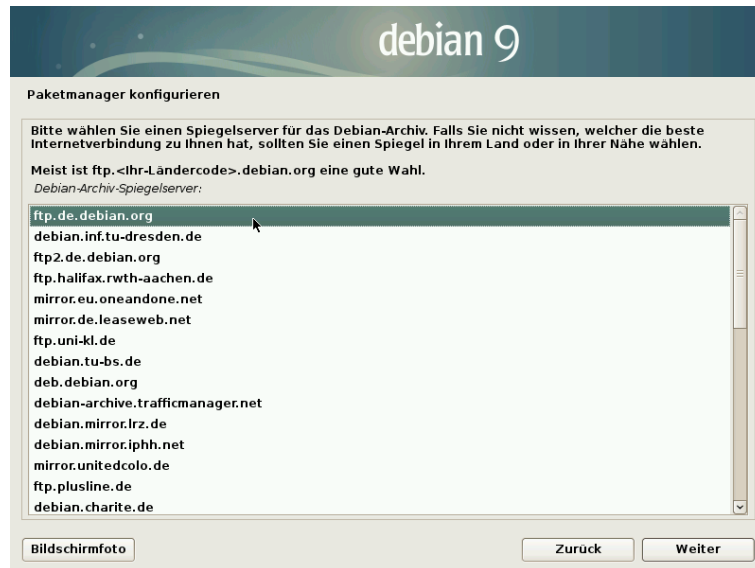 debian 9
Paketmanager konfigurieren
Bitte wählen Sie einen Spiegelserver für das Debian-Archiv. Falls Sie nicht wissen, welcher die beste
Internetverbindung zu Ihnen hat, sollten Sie einen Spiegel in Ihrem Land oder in Ihrer Nähe wählen.
Meist ist ftp.<Ihr-Ländercode>.debian.org eine gute Wahl.
Debian-Archiv-Spiegelserver:
ftp.de.debian.org
debian.inf.tu-dresden.de
ftp2.de.debian.org
ftp.halifax.rwth-aachen.de
mirror.eu.oneandone.net
mirror.de.leaseweb.net
ftp.uni-kl.de
debian.tu-bs.de
deb.debian.org
debian-archive.trafficmanager.net
debian.mirror.lrz.de
debian.mirror.iphh.net
mirror.unitedcolo.de
ftp.plusline.de
debian.charite.de
Bildschirmfoto
Zurück
Weiter